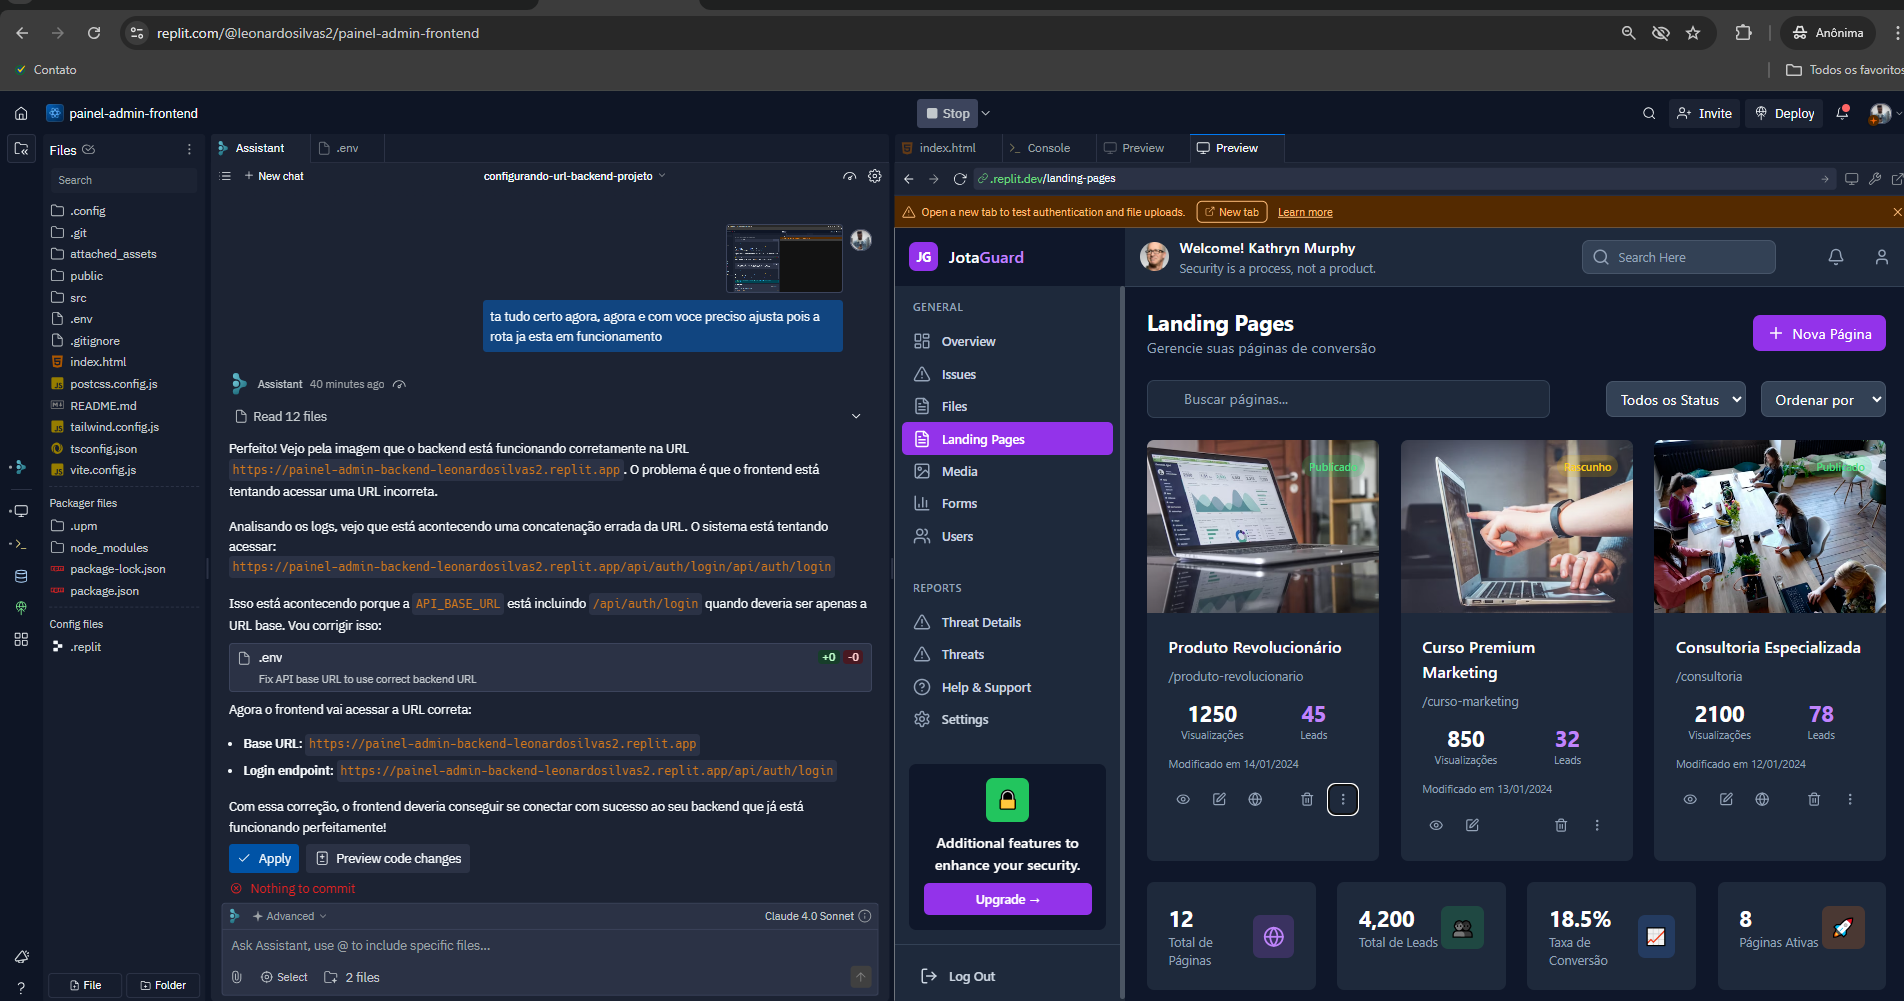 replit.com/@leonardosilvas2/painel-admin-frontend
Anônima
Contato
Todos os favoritos
painel-admin-frontend
Stop
Invite
Deploy
Files
Search
.config
.git
attached_assets
public
src
.env
.gitignore
index.html
postcss.config.js
README.md
tailwind.config.js
tsconfig.json
vite.config.js
Packager files
.upm
node_modules
package-lock.json
package.json
Config files
.replit
File
Folder
Assistant
.env
New chat
configurando-url-backend-projeto
ta tudo certo agora, agora e com voce preciso ajusta pois a
rota ja esta em funcionamento
Assistant 40 minutes ago
Read 12 files
Perfeito! Vejo pela imagem que o backend está funcionando corretamente na URL
https://painel-admin-backend-leonardosilvas2.replit.app . O problema é que o frontend está
tentando acessar uma URL incorreta.
Analisando os logs, vejo que está acontecendo uma concatenação errada da URL. O sistema está tentando
acessar:
https://painel-admin-backend-leonardosilvas2.replit.app/api/auth/login/api/auth/login
Isso está acontecendo porque a API_BASE_URL está incluindo /api/auth/login quando deveria ser apenas a
URL base. Vou corrigir isso:
.env
+0 -0
Fix API base URL to use correct backend URL
Agora o frontend vai acessar a URL correta:
• Base URL: https://painel-admin-backend-leonardosilvas2.replit.app
• Login endpoint: https://painel-admin-backend-leonardosilvas2.replit.app/api/auth/login
Com essa correção, o frontend deveria conseguir se conectar com sucesso ao seu backend que já está
funcionando perfeitamente!
Apply
Preview code changes
Nothing to commit
Advanced
Claude 4.0 Sonnet
Ask Assistant, use @ to include specific files...
Select
2 files
index.html
Console
Preview
Preview
.replit.dev/landing-pages
Open a new tab to test authentication and file uploads.
New tab
Learn more
JG
JotaGuard
Welcome! Kathryn Murphy
Security is a process, not a product.
Search Here
GENERAL
Overview
Issues
Files
Landing Pages
Media
Forms
Users
REPORTS
Threat Details
Threats
Help & Support
Settings
Additional features to
enhance your security.
Upgrade →
Log Out
Landing Pages
Gerencie suas páginas de conversão
+ Nova Página
Buscar páginas...
Todos os Status
Ordenar por
Publicado
Produto Revolucionário
/produto-revolucionario
1250
45
Visualizações
Leads
Modificado em 14/01/2024
Rascunho
Curso Premium
Marketing
/curso-marketing
850
32
Visualizações
Leads
Modificado em 13/01/2024
Publicado
Consultoria Especializada
/consultoria
2100
78
Visualizações
Leads
Modificado em 12/01/2024
12
Total de
Páginas
4,200
Total de Leads
18.5%
Taxa de
Conversão
8
Páginas Ativas